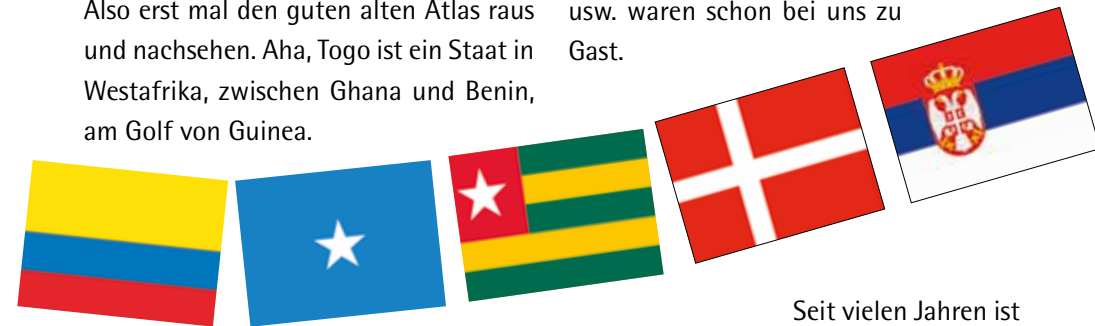 Also erst mal den guten alten Atlas raus
und nachsehen. Aha, Togo ist ein Staat in
Westafrika, zwischen Ghana und Benin,
am Golf von Guinea.
usw. waren schon bei uns zu
Gast.
Seit vielen Jahren ist